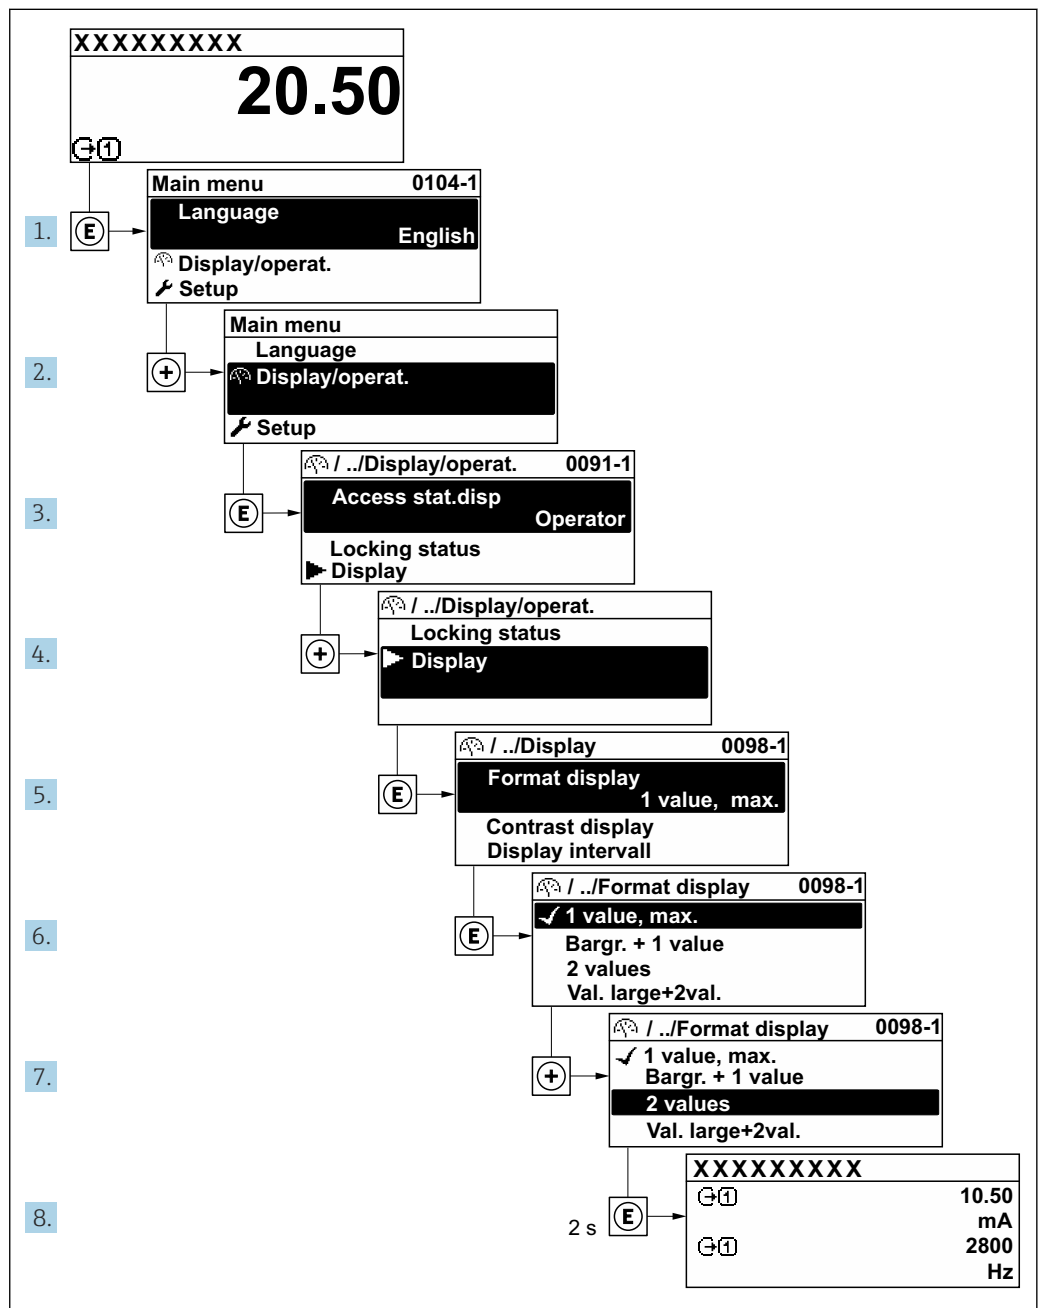 XXXXXXXXX
20.50
1
Main menu 0104-1
1. E Language
English
Display/operat.
Setup
Main menu
Language
2. + Display/operat.
Setup
/ ../Display/operat. 0091-1
3. E Access stat.disp
Operator
Locking status
Display
/ ../Display/operat.
Locking status
4. + Display
/ ../Display 0098-1
5. E Format display
1 value, max.
Contrast display
Display intervall
/ ../Format display 0098-1
1 value, max.
6. E Bargr. + 1 value
2 values
Val. large+2val.
/ ../Format display 0098-1
1 value, max.
7. + Bargr. + 1 value
2 values
Val. large+2val.
XXXXXXXXX
1 10.50
8. 2 s E mA
1 2800
Hz